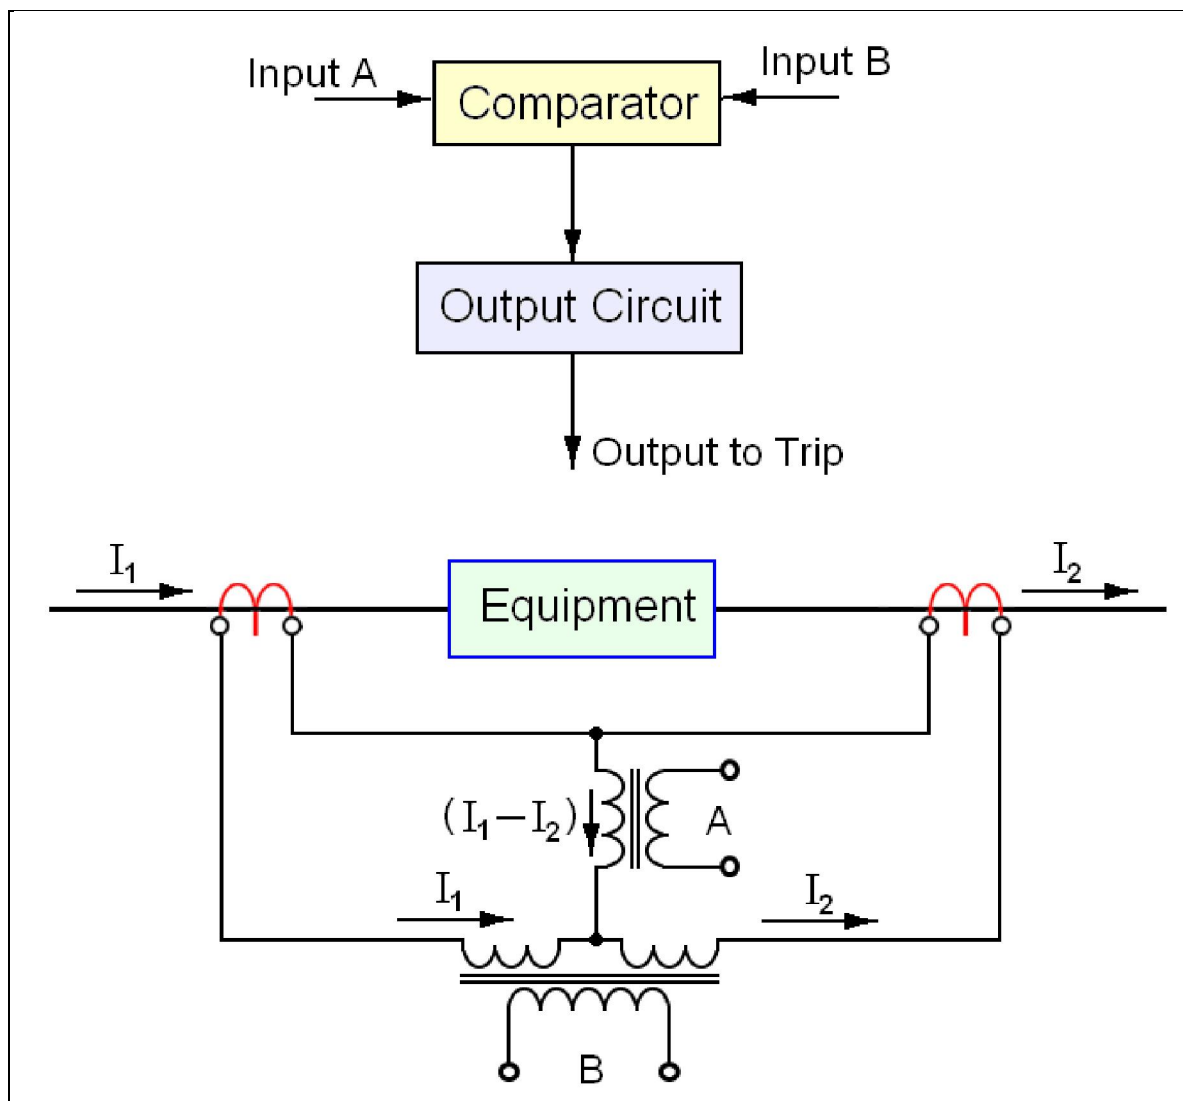 Input A
Input B
Comparator
Output Circuit
Output to Trip
I₁
I₂
Equipment
(I₁−I₂)
A
I₁
I₂
B